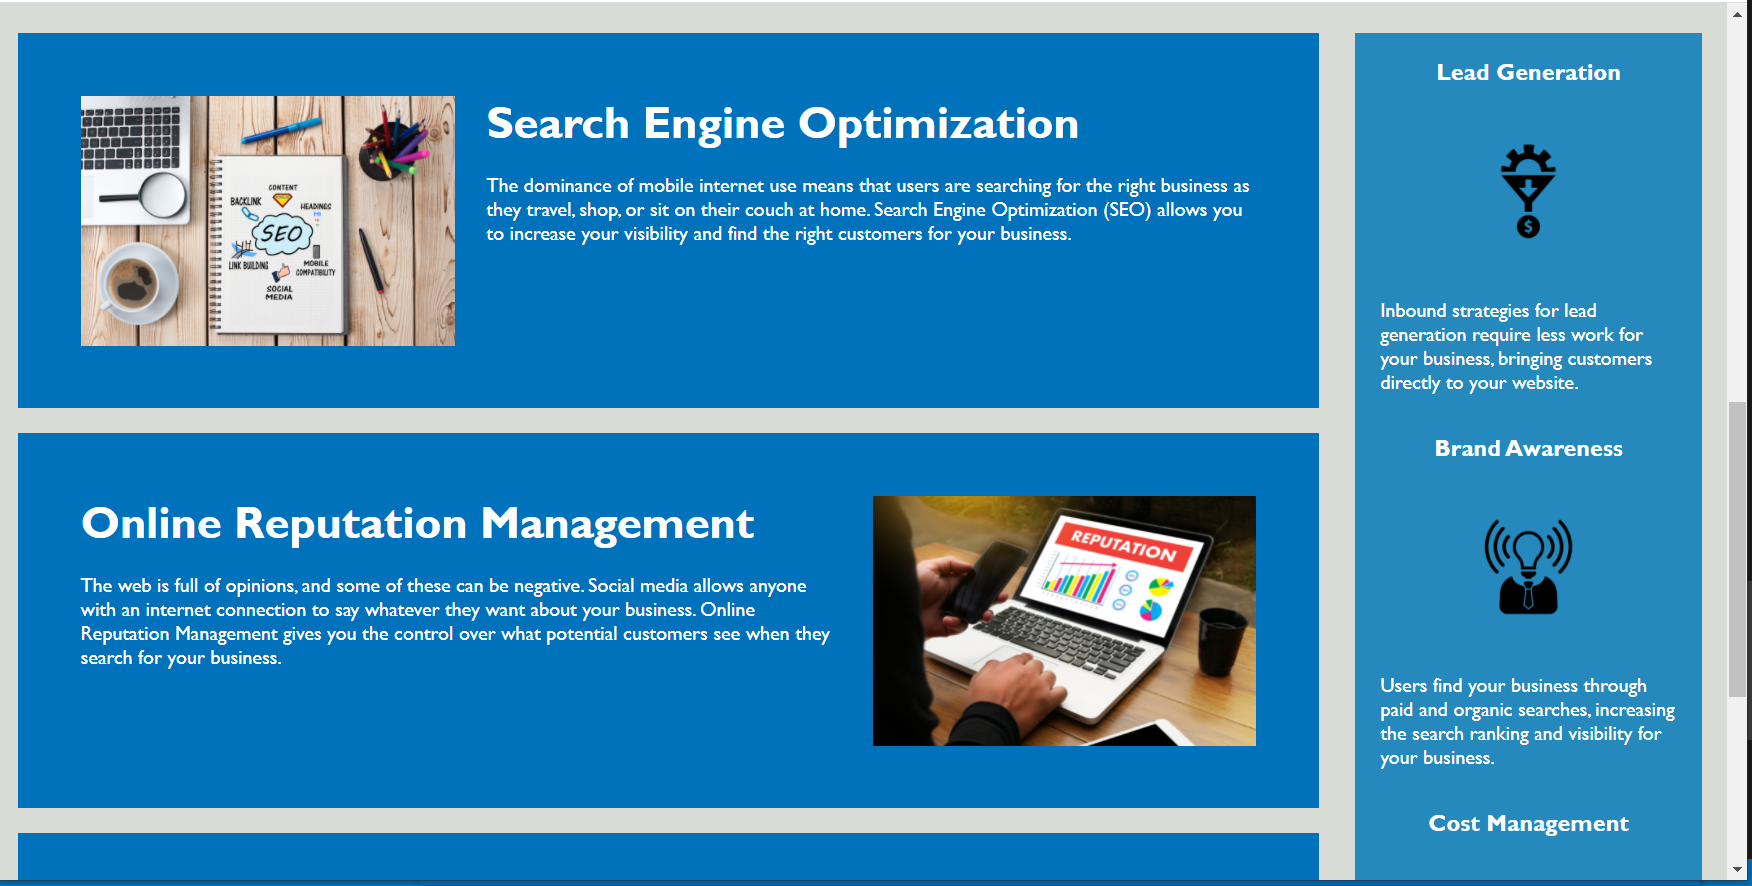 Search Engine Optimization
The dominance of mobile internet use means that users are searching for the right business as
they travel, shop, or sit on their couch at home. Search Engine Optimization (SEO) allows you
to increase your visibility and find the right customers for your business.
CONTENT
BACKLINK
HEADINGS
H1
SEO
LINK BUILDING
MOBILE
COMPATIBILITY
SOCIAL
MEDIA
Online Reputation Management
The web is full of opinions, and some of these can be negative. Social media allows anyone
with an internet connection to say whatever they want about your business. Online
Reputation Management gives you the control over what potential customers see when they
search for your business.
REPUTATION
Lead Generation
$
Inbound strategies for lead
generation require less work for
your business, bringing customers
directly to your website.
Brand Awareness
Users find your business through
paid and organic searches, increasing
the search ranking and visibility for
your business.
Cost Management